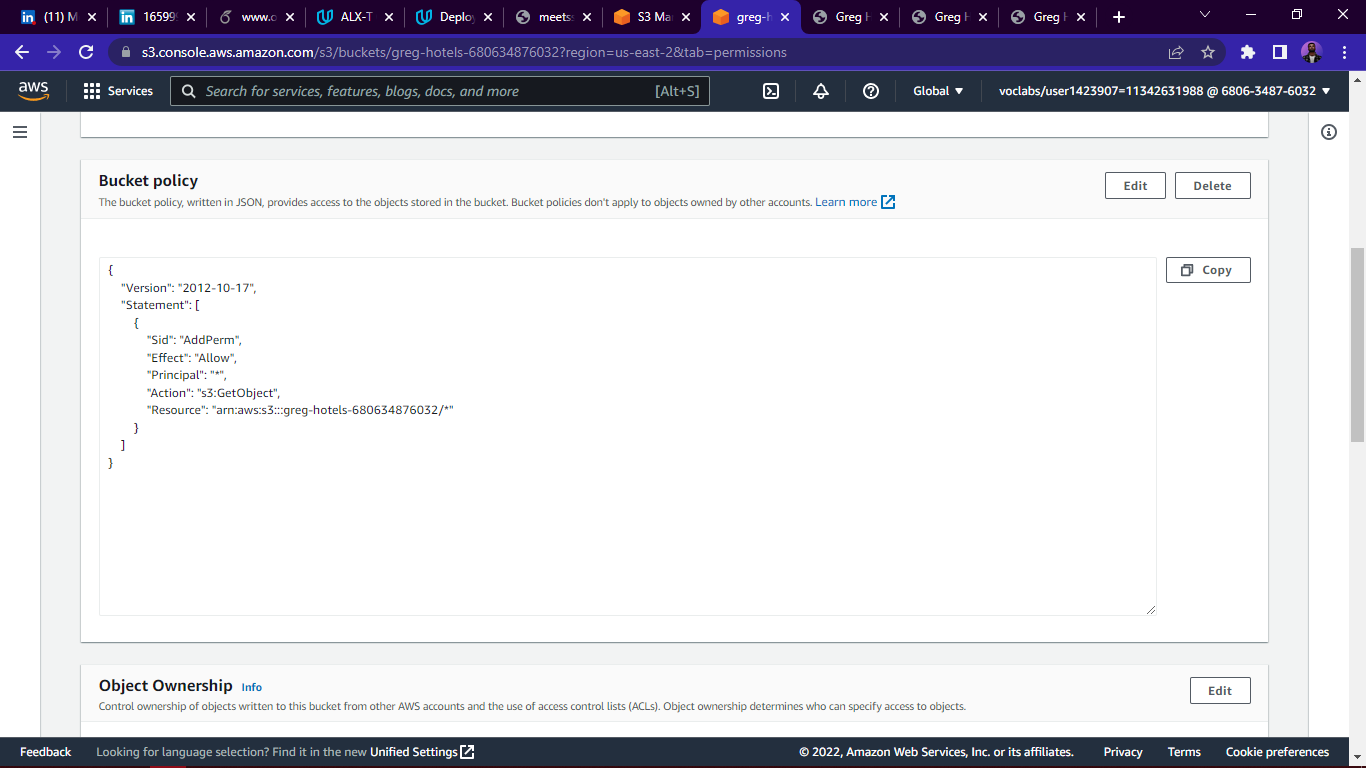 (11) M
16599
www.c
ALX-T
Deplo
meets
S3 Ma
greg-h
Greg H
Greg H
Greg H
s3.console.aws.amazon.com/s3/buckets/greg-hotels-680634876032?region=us-east-2&tab=permissions
aws
Services
Search for services, features, blogs, docs, and more
[Alt+S]
Global
voclabs/user1423907=11342631988 @ 6806-3487-6032
Bucket policy
Edit
Delete
The bucket policy, written in JSON, provides access to the objects stored in the bucket. Bucket policies don't apply to objects owned by other accounts. Learn more
Copy
{
"Version": "2012-10-17",
"Statement": [
{
"Sid": "AddPerm",
"Effect": "Allow",
"Principal": "*",
"Action": "s3:GetObject",
"Resource": "arn:aws:s3:::greg-hotels-680634876032/*"
}
]
}
Object Ownership Info
Edit
Control ownership of objects written to this bucket from other AWS accounts and the use of access control lists (ACLs). Object ownership determines who can specify access to objects.
Feedback
Looking for language selection? Find it in the new Unified Settings
© 2022, Amazon Web Services, Inc. or its affiliates.
Privacy
Terms
Cookie preferences